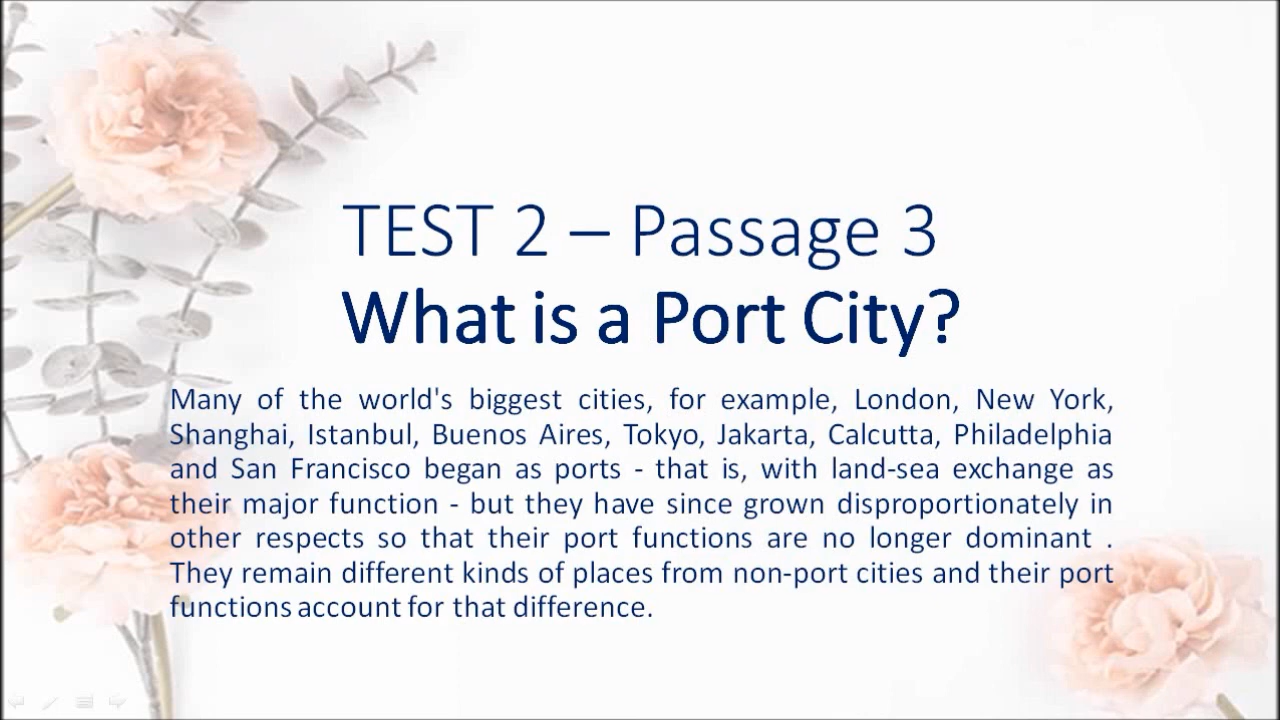 TEST 2 – Passage 3
What is a Port City?
Many of the world's biggest cities, for example, London, New York,
Shanghai, Istanbul, Buenos Aires, Tokyo, Jakarta, Calcutta, Philadelphia
and San Francisco began as ports - that is, with land-sea exchange as
their major function - but they have since grown disproportionately in
other respects so that their port functions are no longer dominant .
They remain different kinds of places from non-port cities and their port
functions account for that difference.